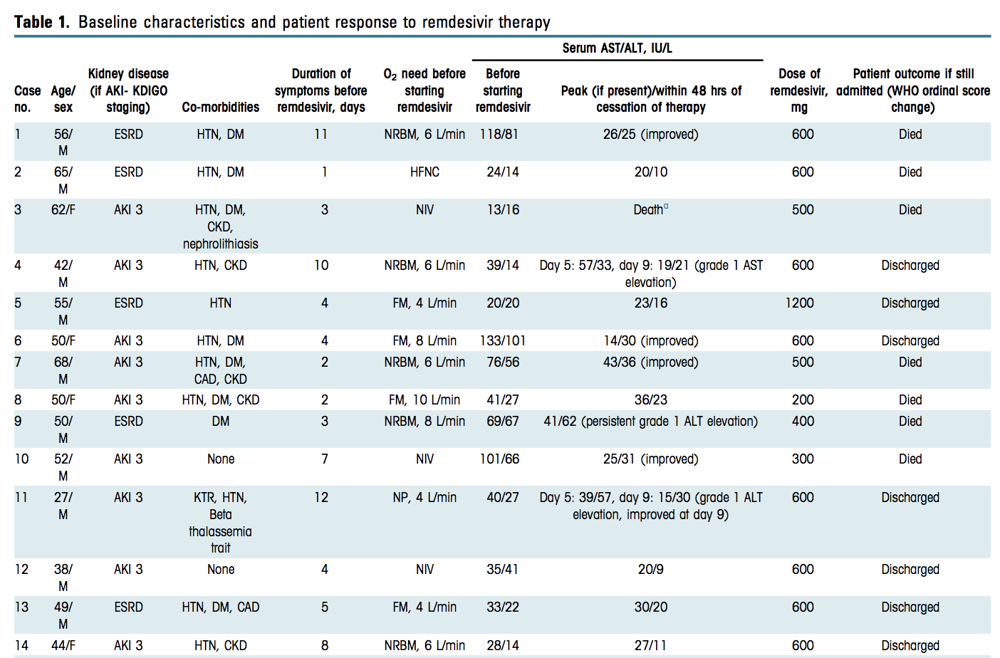 Table 1. Baseline characteristics and patient response to remdesivir therapy
Serum AST/ALT, IU/L
Kidney disease Duration of O2 need before Before Dose of Patient outcome if still
Case Age/ (if AKI- KDIGO symptoms before starting starting Peak (if present)/within 48 hrs of remdesivir, admitted (WHO ordinal score
no. sex staging) Co-morbidities remdesivir, days remdesivir remdesivir cessation of therapy mg change)
1 56/ ESRD HTN, DM 11 NRBM, 6 L/min 118/81 26/25 (improved) 600 Died
M
2 65/ ESRD HTN, DM 1 HFNC 24/14 20/10 600 Died
M
3 62/F AKI 3 HTN, DM, 3 NIV 13/16 Deathᵃ 500 Died
CKD,
nephrolithiasis
4 42/ AKI 3 HTN, CKD 10 NRBM, 6 L/min 39/14 Day 5: 57/33, day 9: 19/21 (grade 1 AST 600 Discharged
M elevation)
5 55/ ESRD HTN 4 FM, 4 L/min 20/20 23/16 1200 Discharged
M
6 50/F AKI 3 HTN, DM 4 FM, 8 L/min 133/101 14/30 (improved) 600 Discharged
7 68/ AKI 3 HTN, DM, 2 NRBM, 6 L/min 76/56 43/36 (improved) 500 Died
M CAD, CKD
8 50/F AKI 3 HTN, DM, CKD 2 FM, 10 L/min 41/27 36/23 200 Died
9 50/ ESRD DM 3 NRBM, 8 L/min 69/67 41/62 (persistent grade 1 ALT elevation) 400 Died
M
10 52/ AKI 3 None 7 NIV 101/66 25/31 (improved) 300 Died
M
11 27/ AKI 3 KTR, HTN, 12 NP, 4 L/min 40/27 Day 5: 39/57, day 9: 15/30 (grade 1 ALT 600 Discharged
M Beta elevation, improved at day 9)
thalassemia
trait
12 38/ AKI 3 None 4 NIV 35/41 20/9 600 Discharged
M
13 49/ ESRD HTN, DM, CAD 5 FM, 4 L/min 33/22 30/20 600 Discharged
M
14 44/F AKI 3 HTN, CKD 8 NRBM, 6 L/min 28/14 27/11 600 Discharged